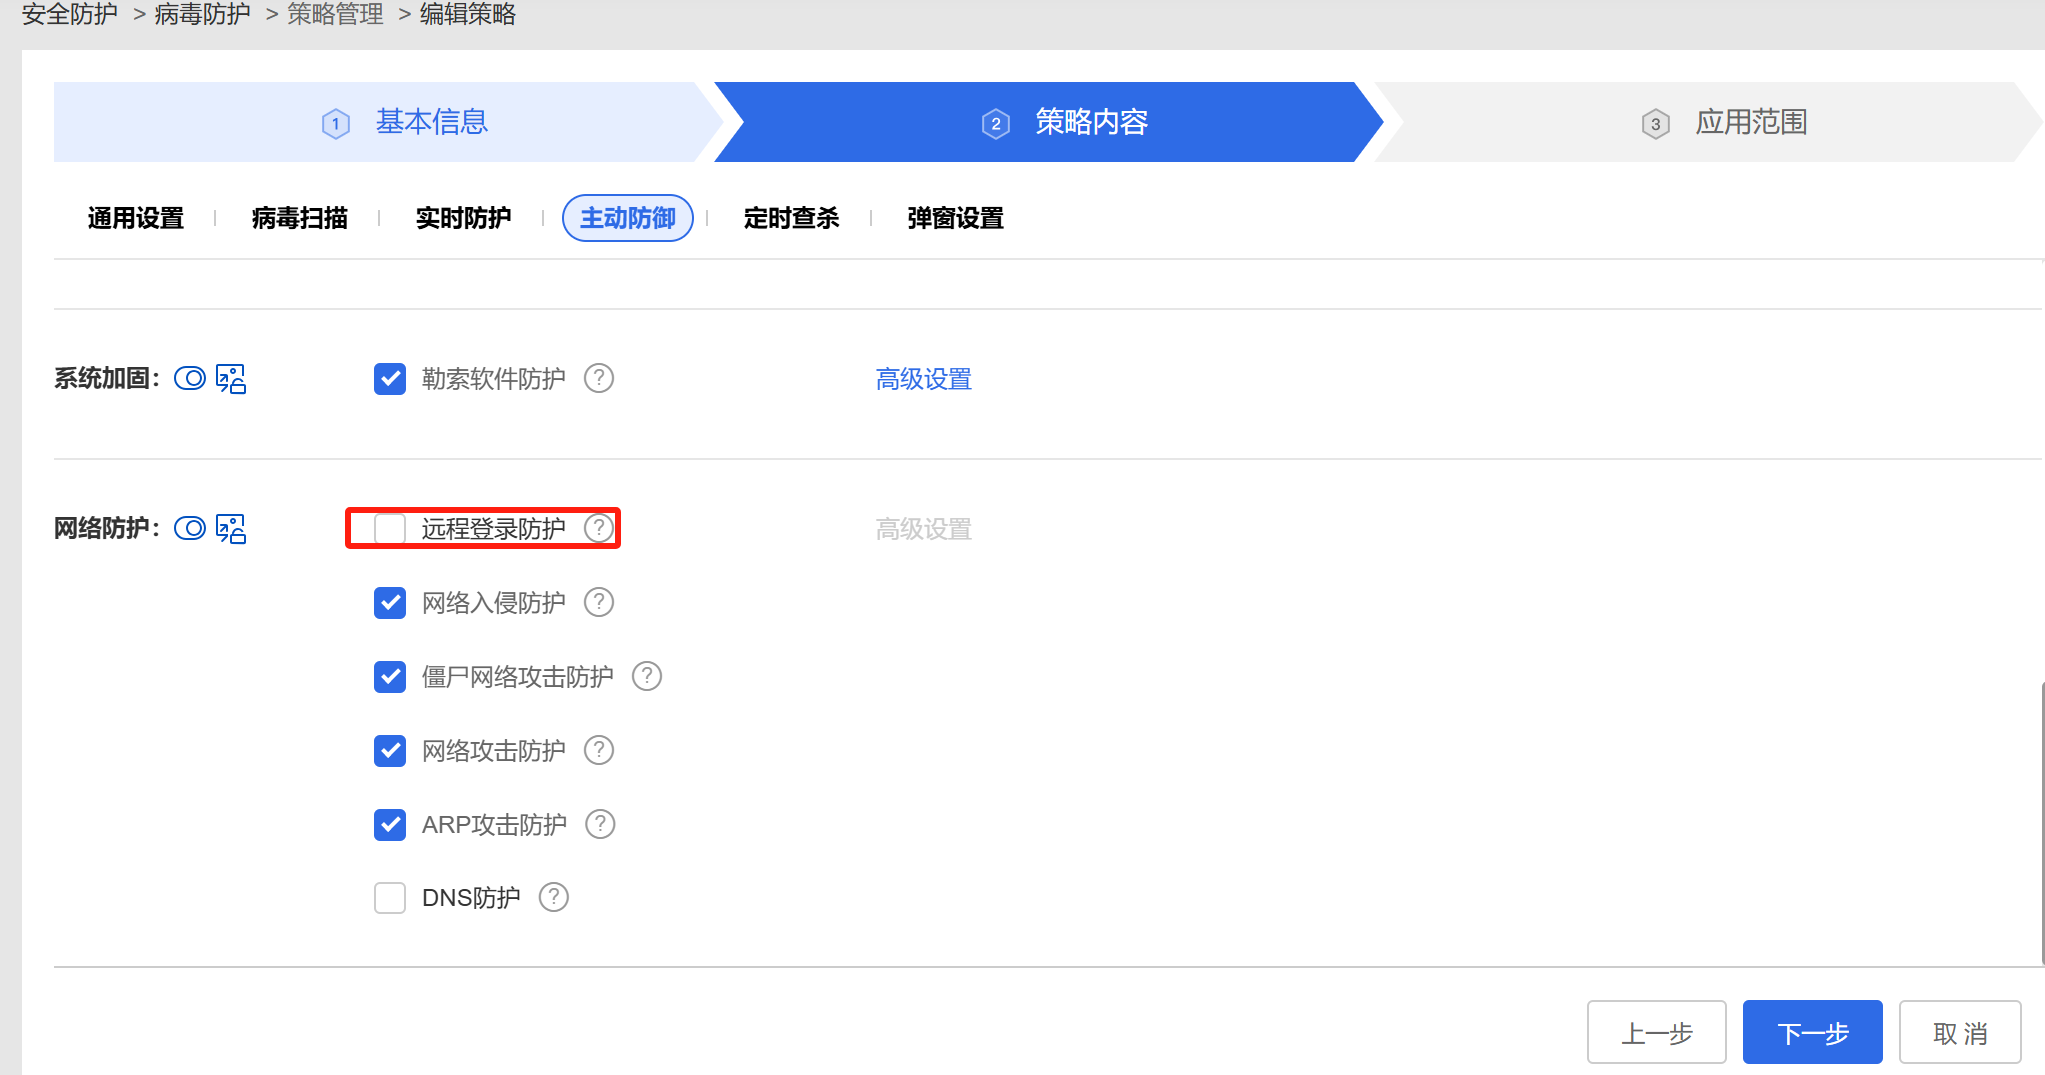 安全防护 > 病毒防护 > 策略管理 > 编辑策略
1 基本信息 2 策略内容 3 应用范围
通用设置 病毒扫描 实时防护 主动防御 定时查杀 弹窗设置
系统加固： 勒索软件防护 ? 高级设置
网络防护： 远程登录防护 ? 高级设置
网络入侵防护 ?
僵尸网络攻击防护 ?
网络攻击防护 ?
ARP攻击防护 ?
DNS防护 ?
上一步 下一步 取 消